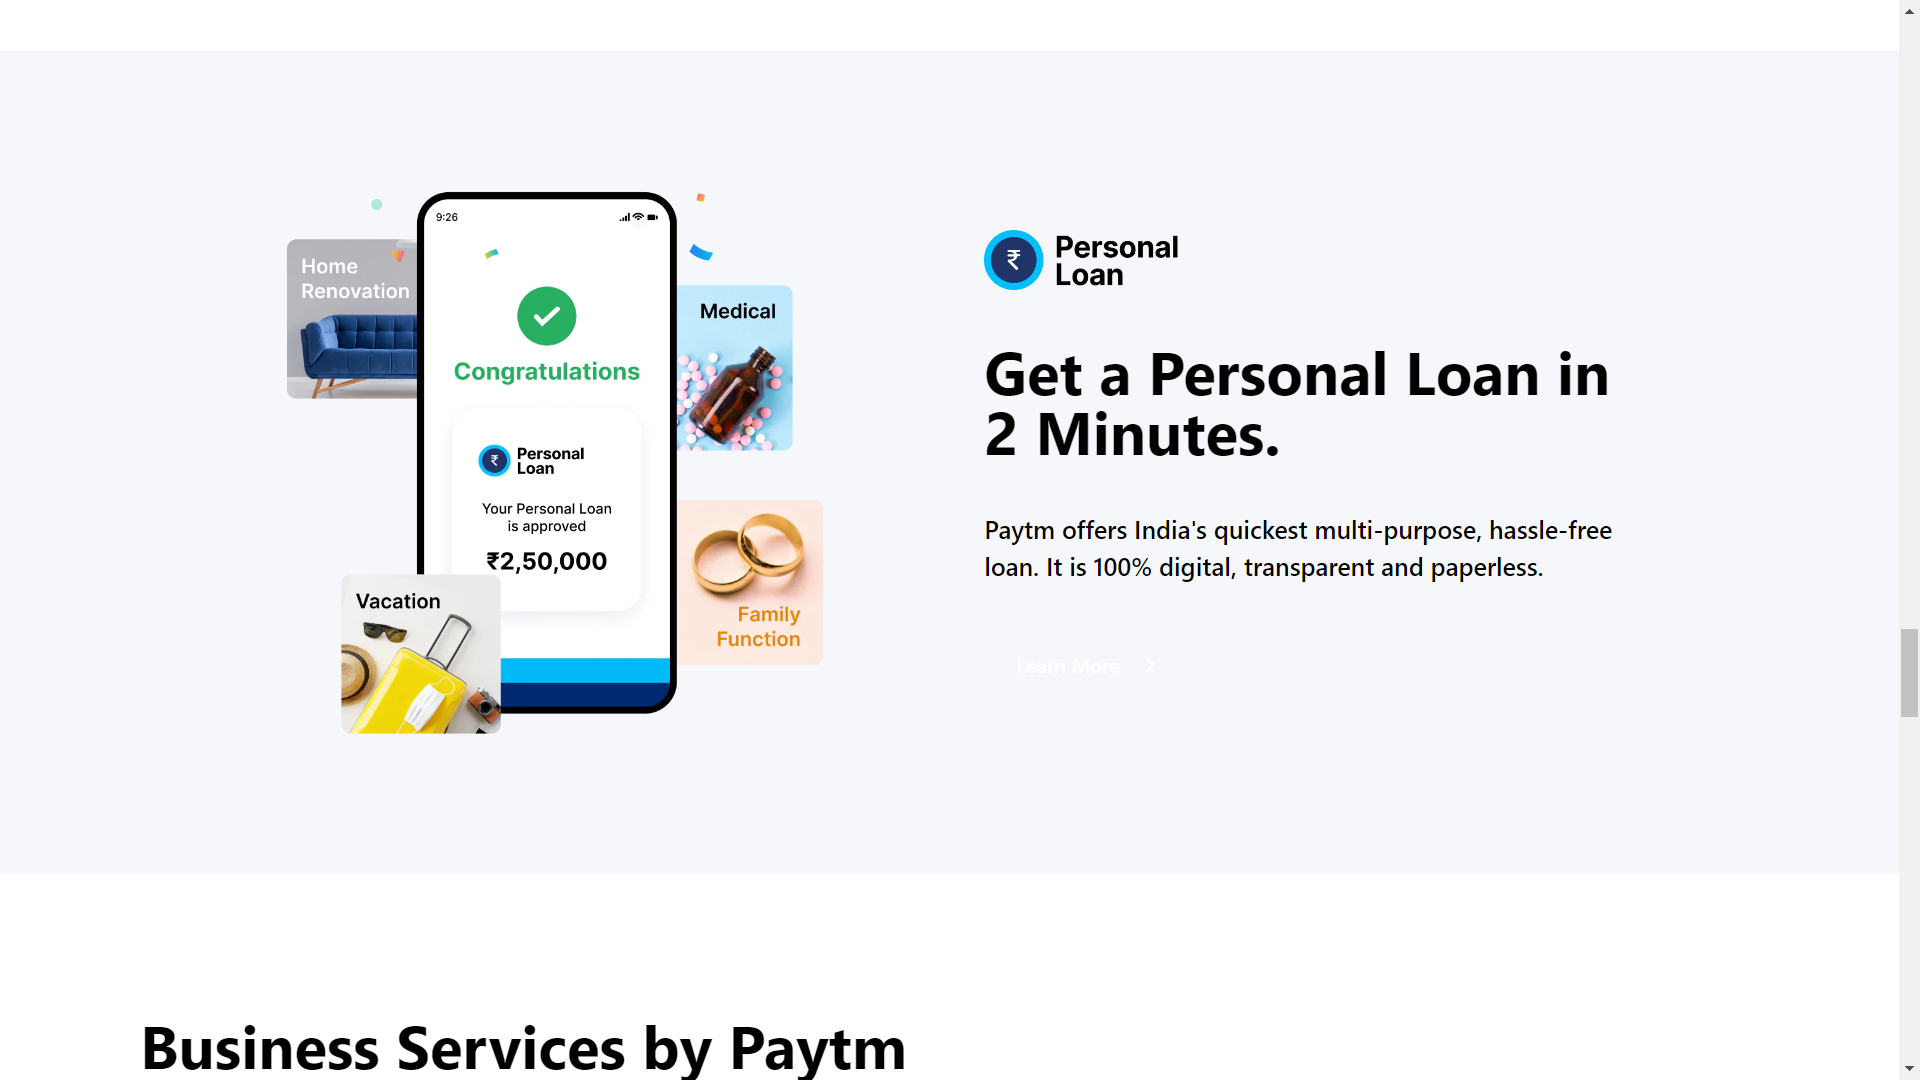 9:26
Home
Renovation
Medical
Congratulations
₹ Personal
Loan
Your Personal Loan
is approved
₹2,50,000
Vacation
Family
Function
₹ Personal
Loan
Get a Personal Loan in
2 Minutes.
Paytm offers India's quickest multi-purpose, hassle-free
loan. It is 100% digital, transparent and paperless.
Learn More
Business Services by Paytm